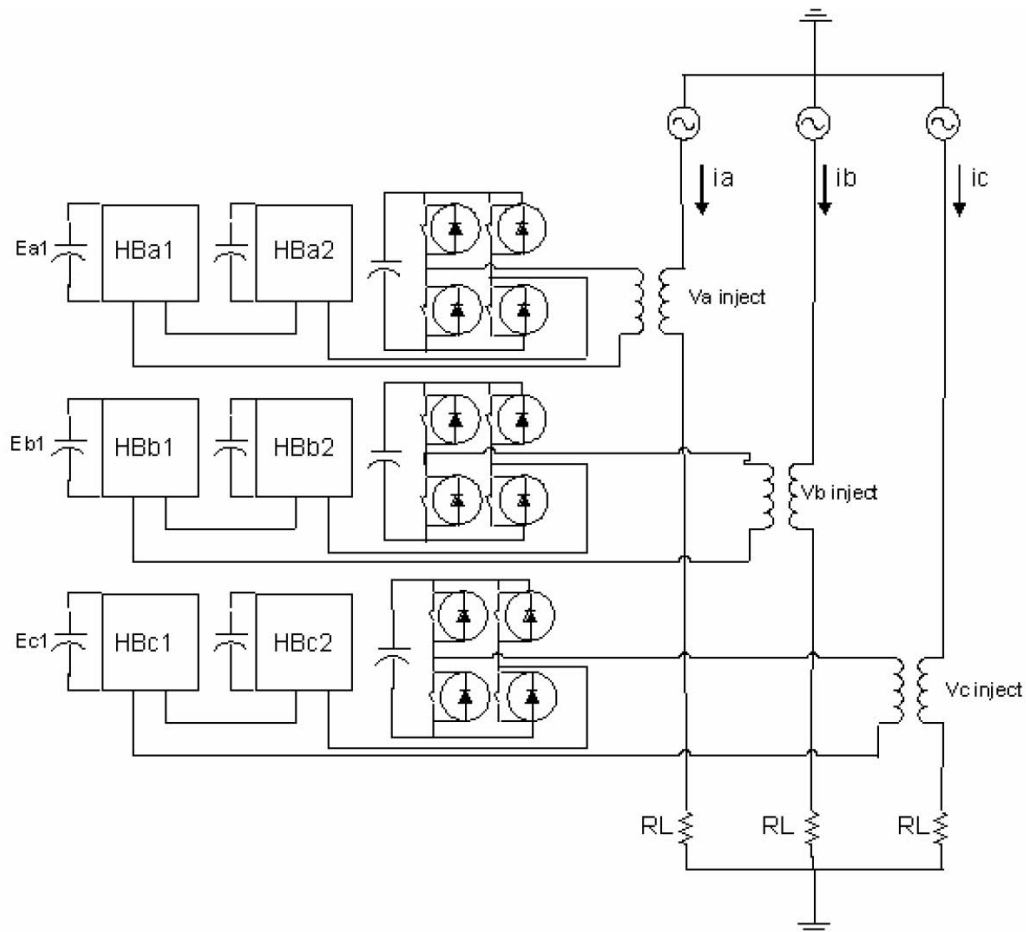 ia
ib
ic
Ea1
HBa1
HBa2
Va inject
Eb1
HBb1
HBb2
Vb inject
Ec1
HBc1
HBc2
Vc inject
RL
RL
RL